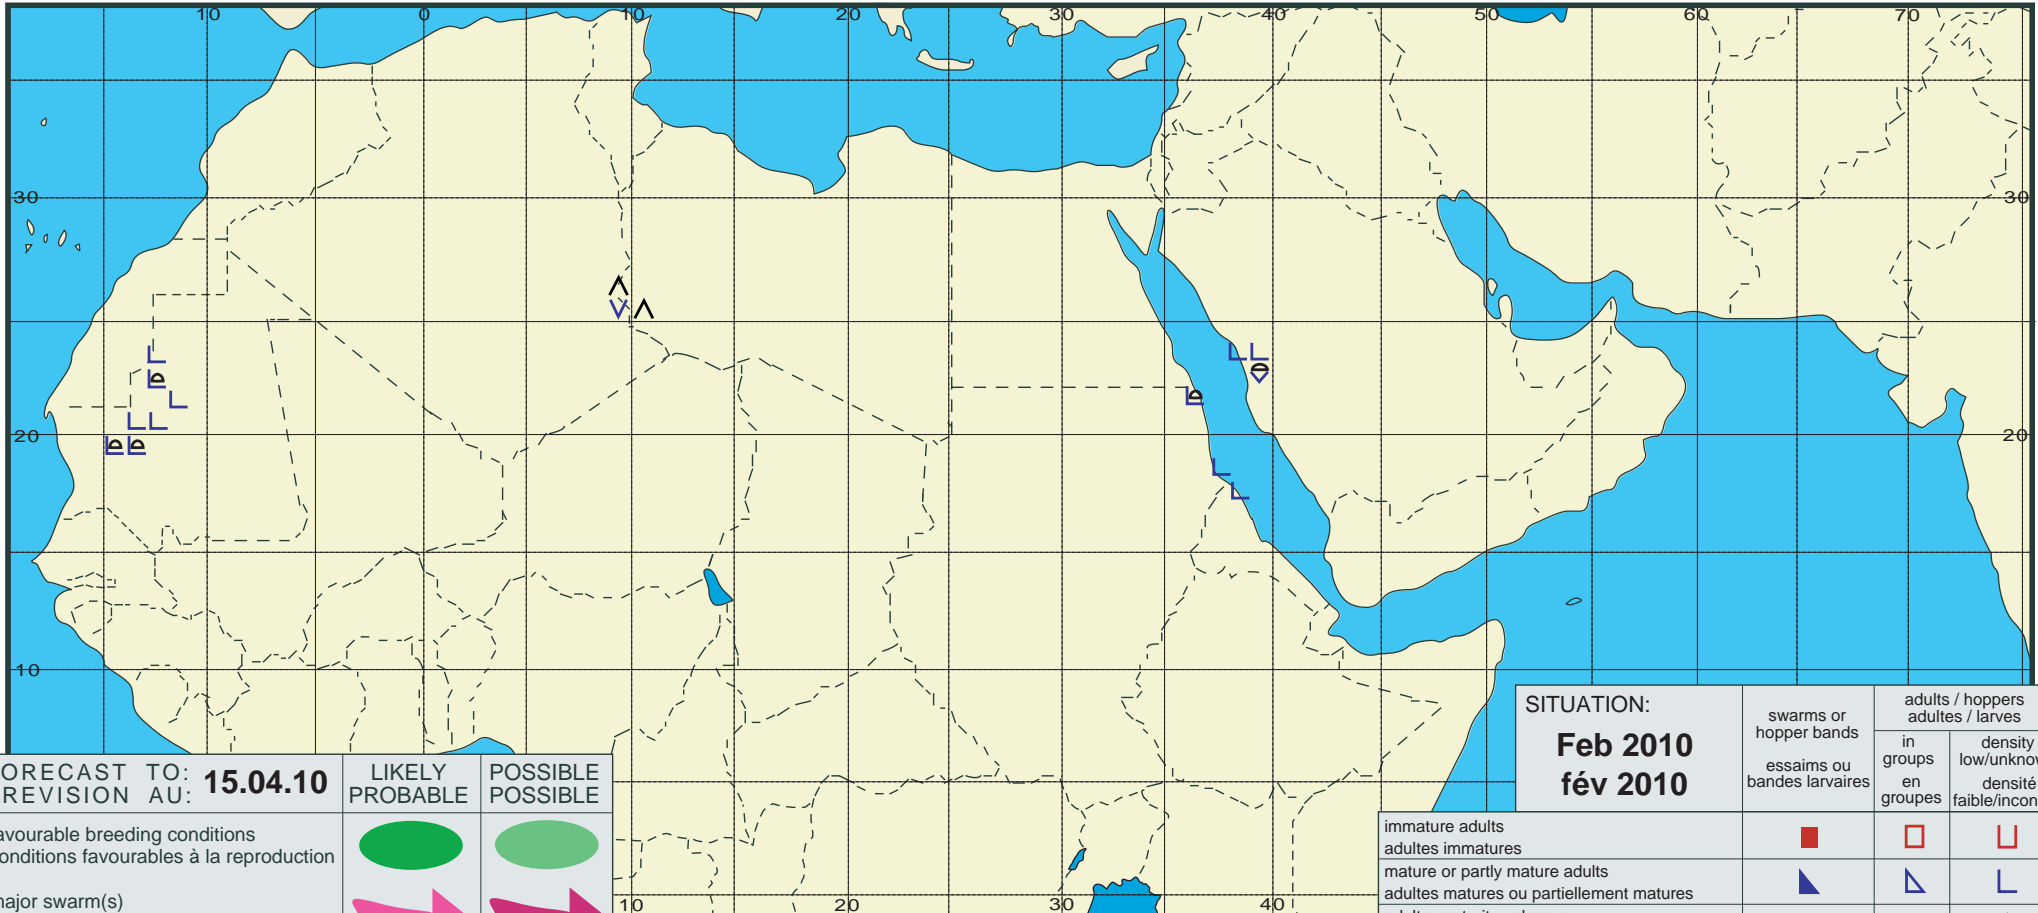 10 0 10 20 30 40 50 60 70
30 30
20 20
10
SITUATION:
Feb 2010
fév 2010
swarms or
hopper bands
essaims ou
bandes larvaires
adults / hoppers
adultes / larves
in
groups
en
groupes
density
low/unknow
densité
faible/incon
immature adults
adultes immatures
mature or partly mature adults
adultes matures ou partiellement matures
ORECAST TO: 15.04.10
REVISION AU:
LIKELY
PROBABLE
POSSIBLE
POSSIBLE
avourable breeding conditions
onditions favourables à la reproduction
major swarm(s)
10 20 30 40